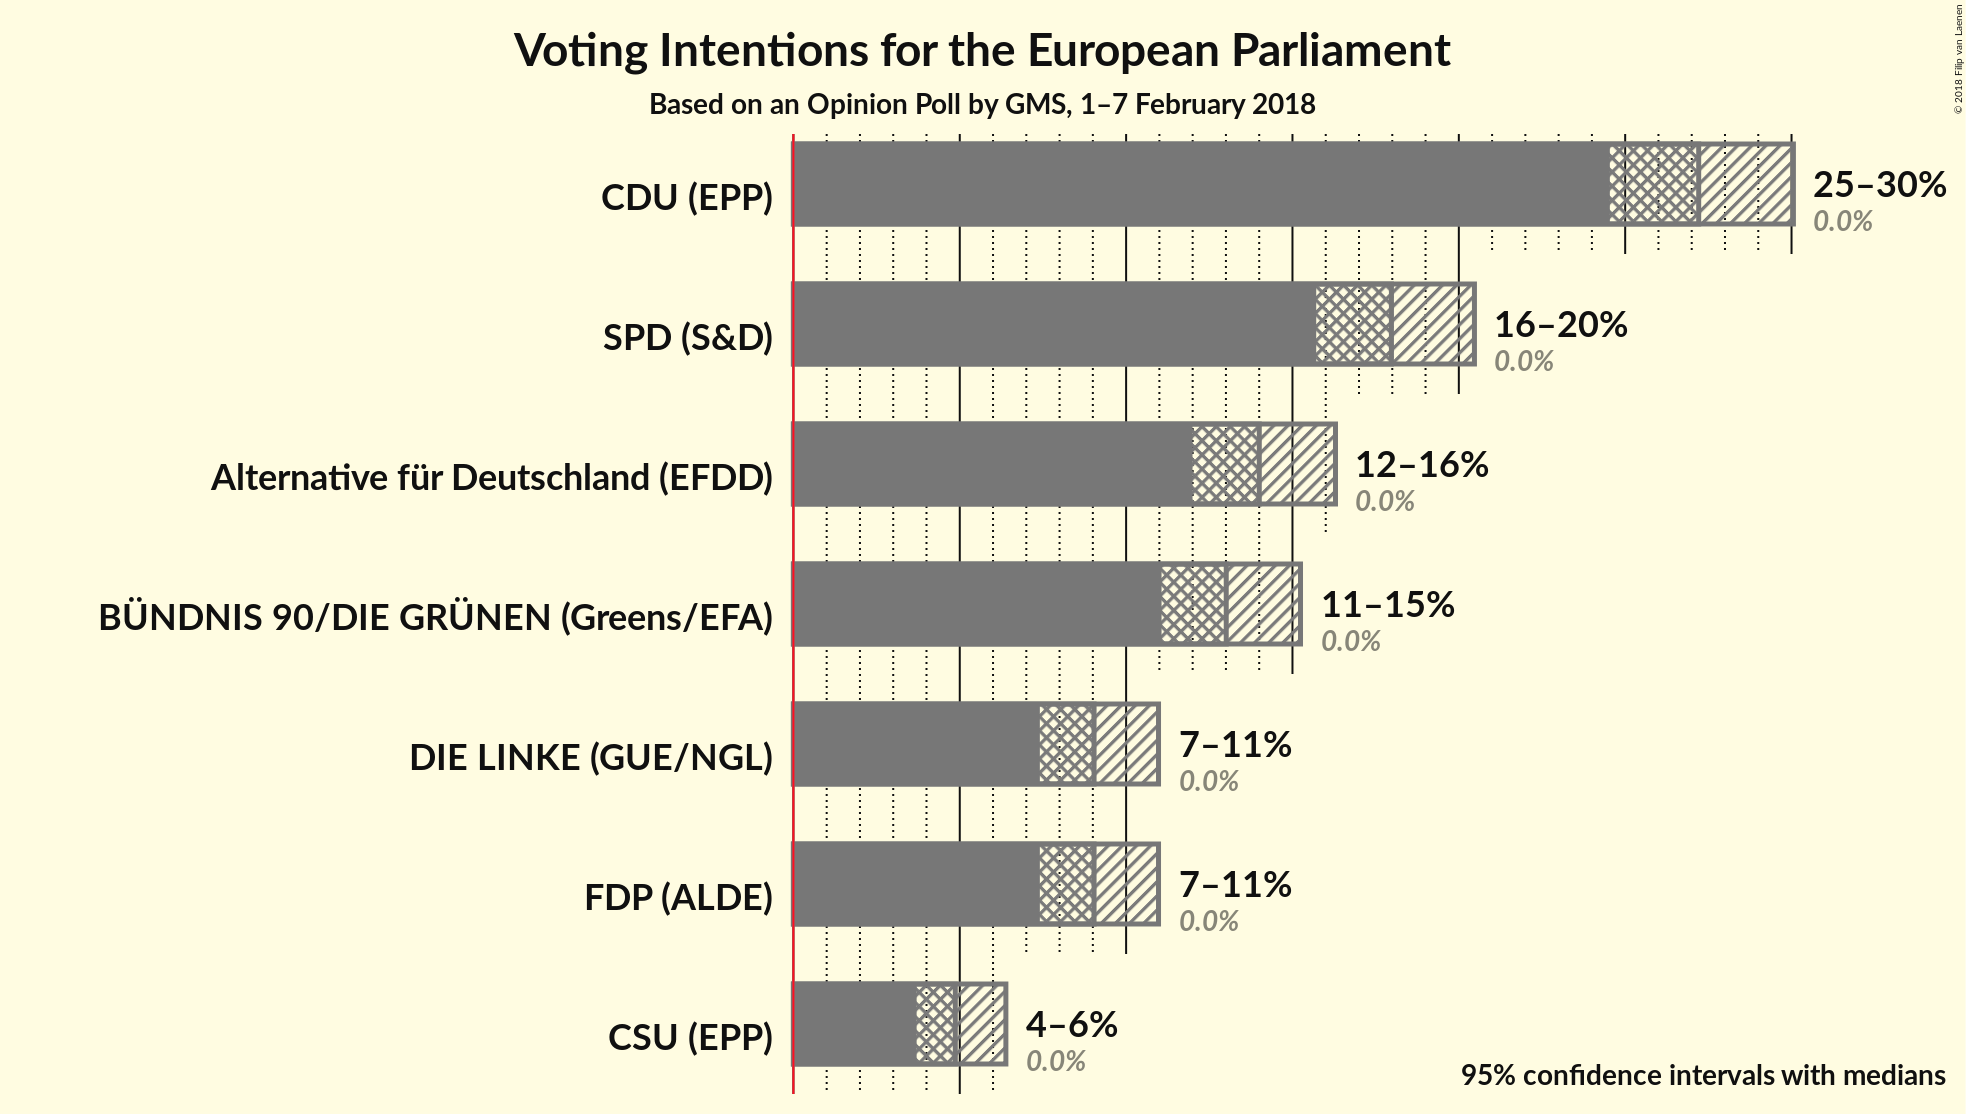 Voting Intentions for the European Parliament
Based on an Opinion Poll by GMS, 1–7 February 2018
© 2018 Filip van Laenen
CDU (EPP)
25–30%
0.0%
SPD (S&D)
16–20%
0.0%
Alternative für Deutschland (EFDD)
12–16%
0.0%
BÜNDNIS 90/DIE GRÜNEN (Greens/EFA)
11–15%
0.0%
DIE LINKE (GUE/NGL)
7–11%
0.0%
FDP (ALDE)
7–11%
0.0%
CSU (EPP)
4–6%
0.0%
95% confidence intervals with medians